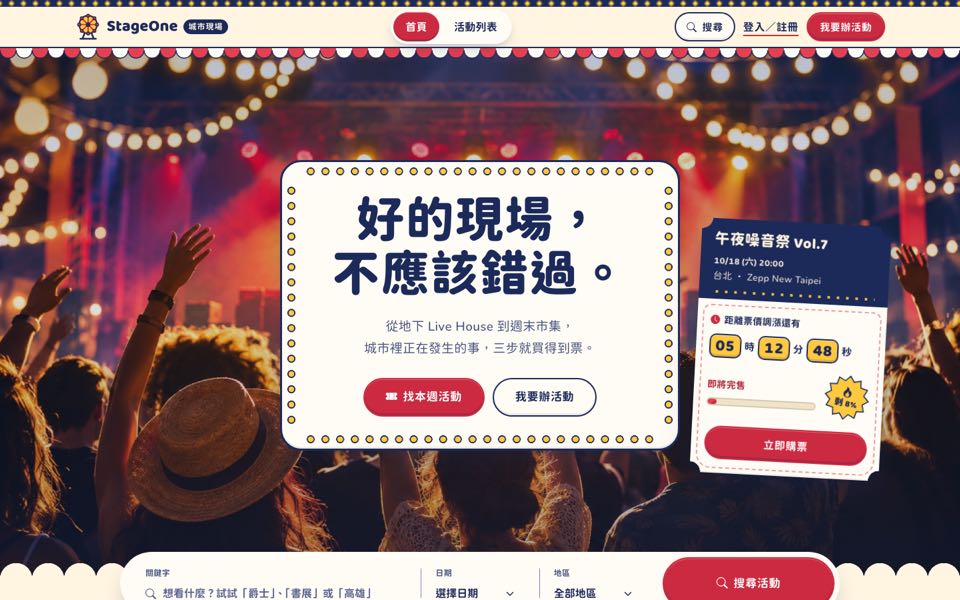 StageOne 城市現場
首頁 活動列表
搜尋 登入／註冊 我要辦活動
好的現場，
不應該錯過。
從地下 Live House 到週末市集，
城市裡正在發生的事，三步就買得到票。
找本週活動 我要辦活動
午夜噪音祭 Vol.7
10/18 (六) 20:00
台北 · Zepp New Taipei
距離票價調漲還有
05 時 12 分 48 秒
即將完售
剩 8%
立即購票
關鍵字
想看什麼？試試「爵士」、「書展」或「高雄」
日期
選擇日期
地區
全部地區
搜尋活動